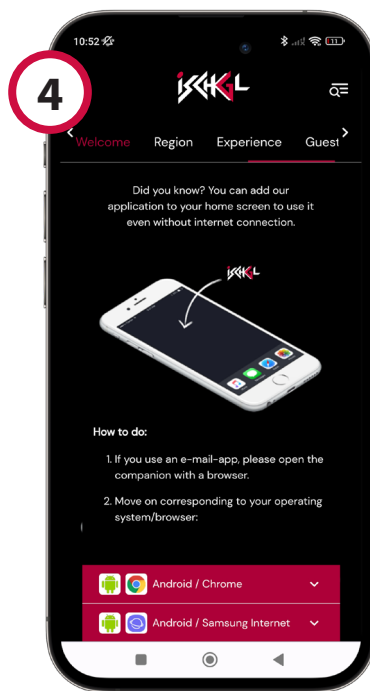 4
10:52
11
ISCHGL
Welcome Region Experience Guest
Did you know? You can add our
application to your home screen to use it
even without internet connection.
ISCHGL
How to do:
1. If you use an e-mail-app, please open the
companion with a browser.
2. Move on corresponding to your operating
system/browser:
Android / Chrome
Android / Samsung Internet